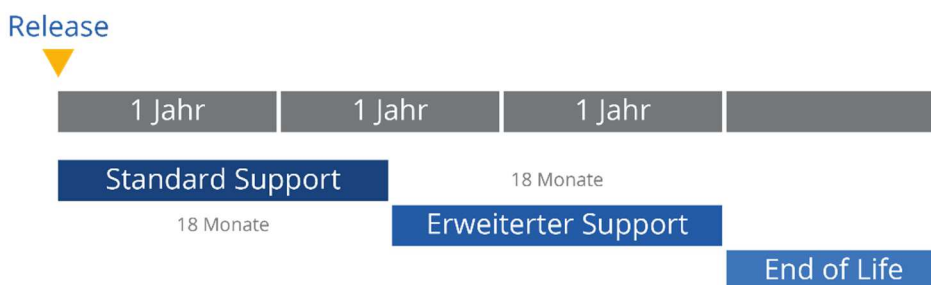 Release
1 Jahr 1 Jahr 1 Jahr
Standard Support 18 Monate
18 Monate Erweiterter Support
End of Life